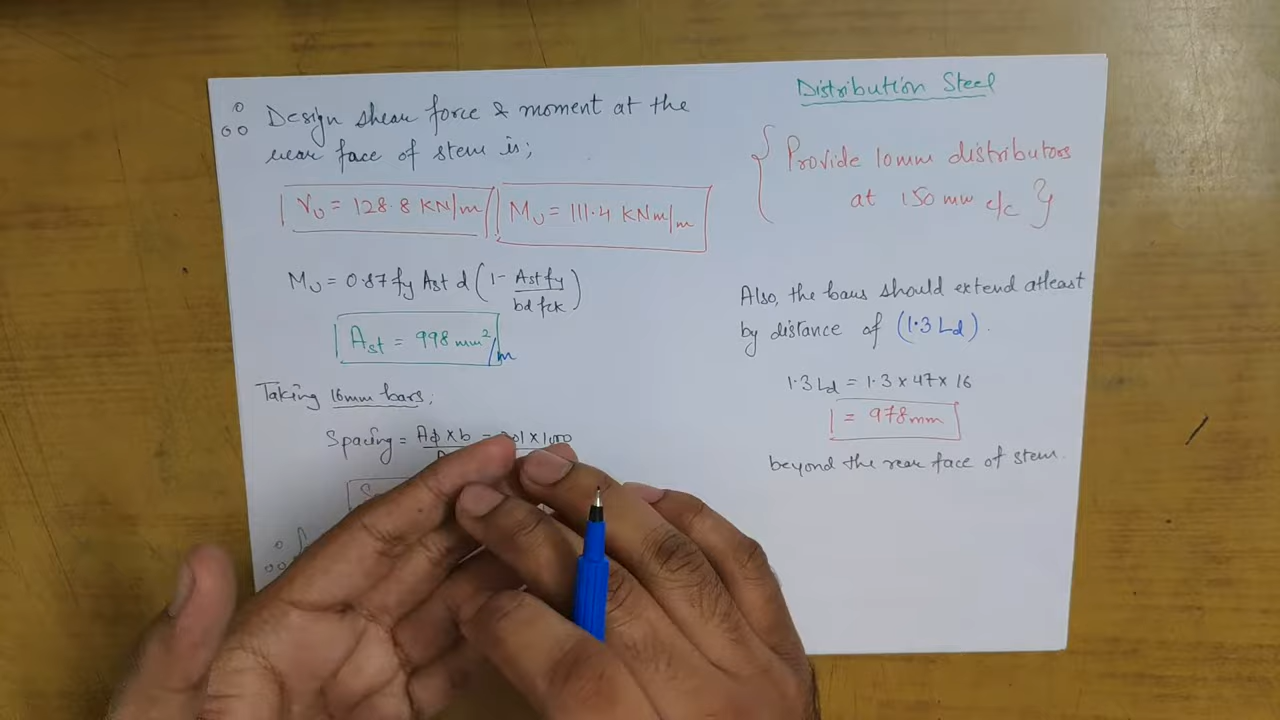 ∴ Design shear force & moment at the
rear face of stem is;
Vu = 128.8 KN/m
Mu = 111.4 KNm/m
Mu = 0.87 fy Ast d (1 - Ast fy / bd fck)
Ast = 998 mm²/m
Taking 16mm bars;
Spacing = Aφ × b = 201 × 1000
Distribution Steel
{ Provide 10mm distributors
at 150 mm c/c }
Also, the bars should extend atleast
by distance of (1.3 Ld).
1.3 Ld = 1.3 × 47 × 16
= 978mm
beyond the rear face of stem.